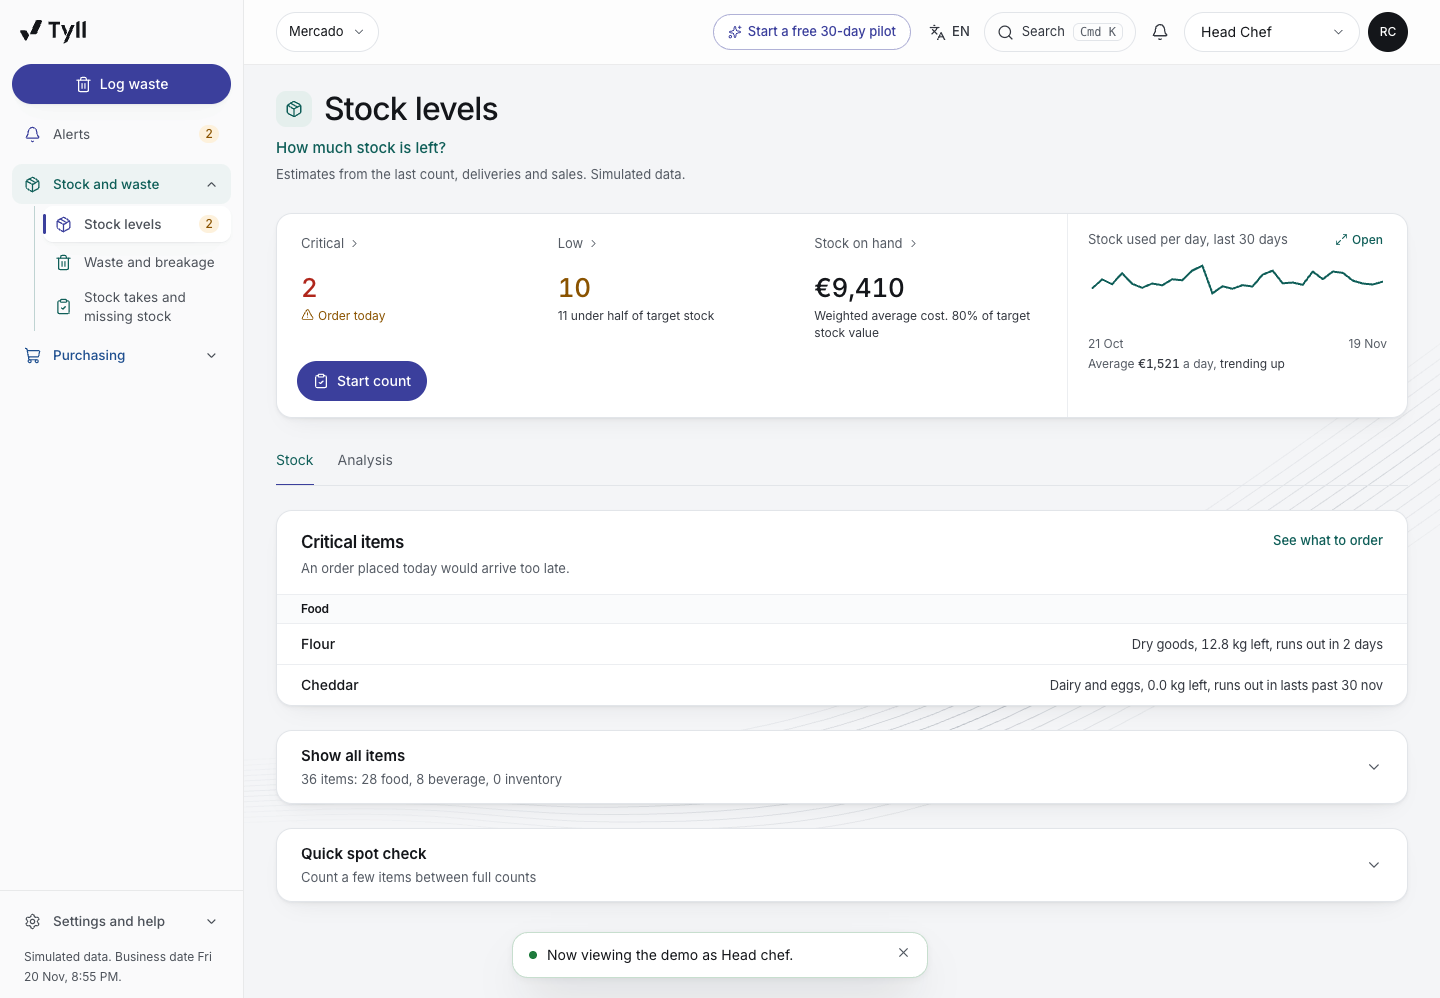 Tyll
Mercado
Start a free 30-day pilot
EN
Search Cmd K
Head Chef
RC
Log waste
Alerts 2
Stock and waste
Stock levels 2
Waste and breakage
Stock takes and
missing stock
Purchasing
Settings and help
Simulated data. Business date Fri
20 Nov, 8:55 PM.
Stock levels
How much stock is left?
Estimates from the last count, deliveries and sales. Simulated data.
Critical
2
Order today
Low
10
11 under half of target stock
Stock on hand
€9,410
Weighted average cost. 80% of target
stock value
Start count
Stock used per day, last 30 days
Open
21 Oct 19 Nov
Average €1,521 a day, trending up
Stock Analysis
Critical items
See what to order
An order placed today would arrive too late.
Food
Flour Dry goods, 12.8 kg left, runs out in 2 days
Cheddar Dairy and eggs, 0.0 kg left, runs out in lasts past 30 nov
Show all items
36 items: 28 food, 8 beverage, 0 inventory
Quick spot check
Count a few items between full counts
Now viewing the demo as Head chef.